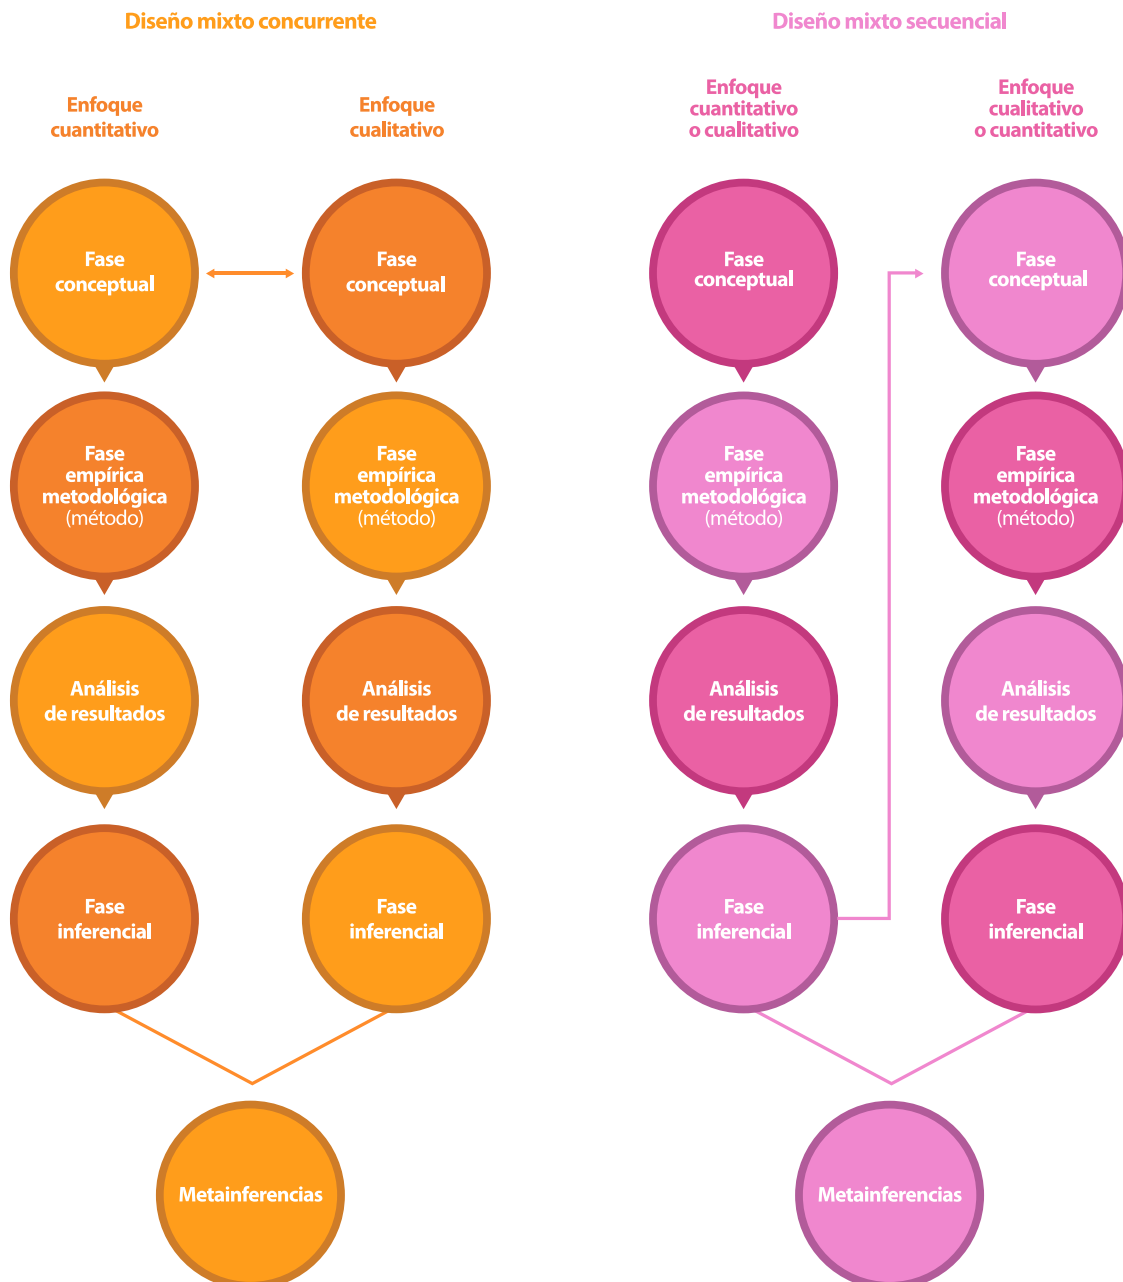 Diseño mixto concurrente
Diseño mixto secuencial
Enfoque
cuantitativo
Enfoque
cualitativo
Enfoque
cuantitativo
o cualitativo
Enfoque
cualitativo
o cuantitativo
Fase
conceptual
Fase
conceptual
Fase
conceptual
Fase
conceptual
Fase
empírica
metodológica
(método)
Fase
empírica
metodológica
(método)
Fase
empírica
metodológica
(método)
Fase
empírica
metodológica
(método)
Análisis
de resultados
Análisis
de resultados
Análisis
de resultados
Análisis
de resultados
Fase
inferencial
Fase
inferencial
Fase
inferencial
Fase
inferencial
Metainferencias
Metainferencias